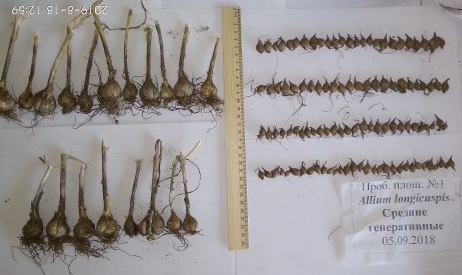 2019-8-18 12:59
Проб. площ. №1
Allium longicuspis
Средние
генеративные
05.09.2018